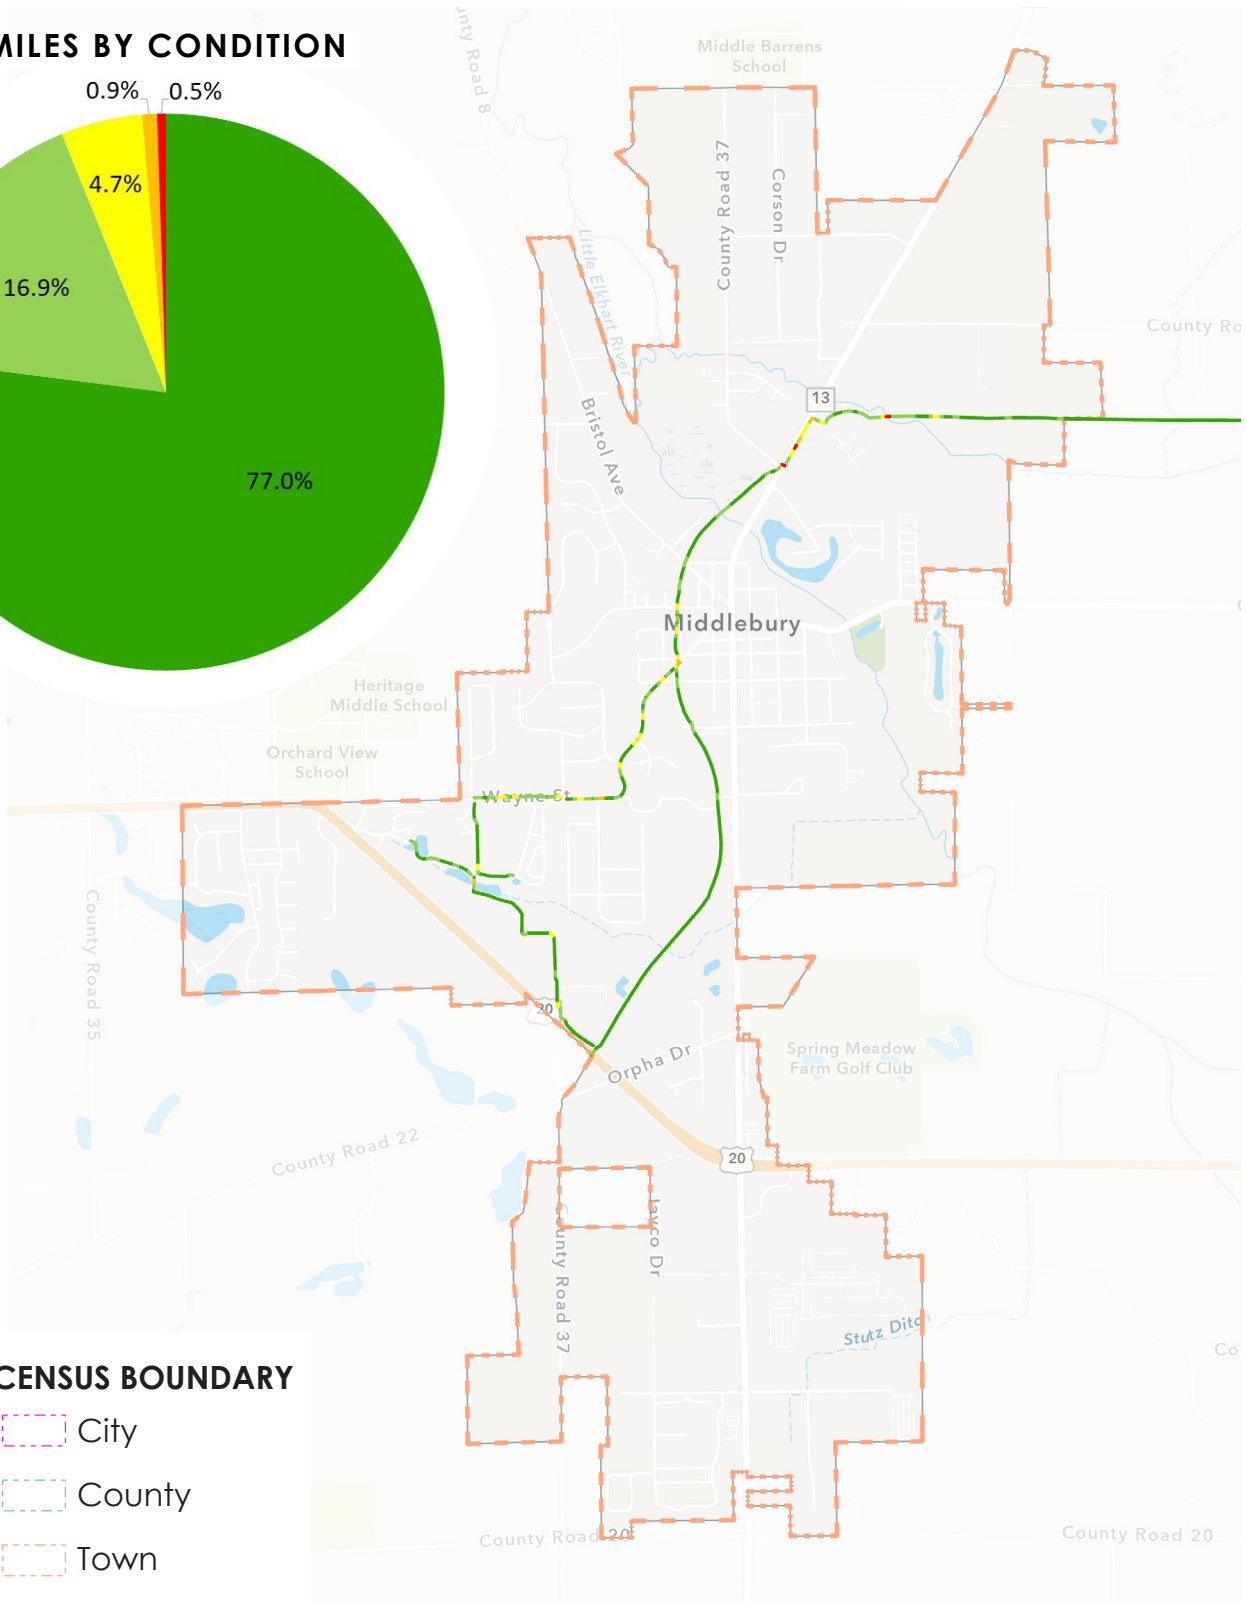 MILES BY CONDITION
0.9%
0.5%
4.7%
16.9%
77.0%
Middle Barrens
School
County Road 37
Corson Dr
Little Elkhart River
Bristol Ave
13
Middlebury
Heritage
Middle School
Orchard View
School
Wayne St
County Road 35
20
Orpha Dr
Spring Meadow
Farm Golf Club
County Road 22
20
Jayco Dr
County Road 37
Stutz Ditch
County Road 20
County Road 20
CENSUS BOUNDARY
City
County
Town